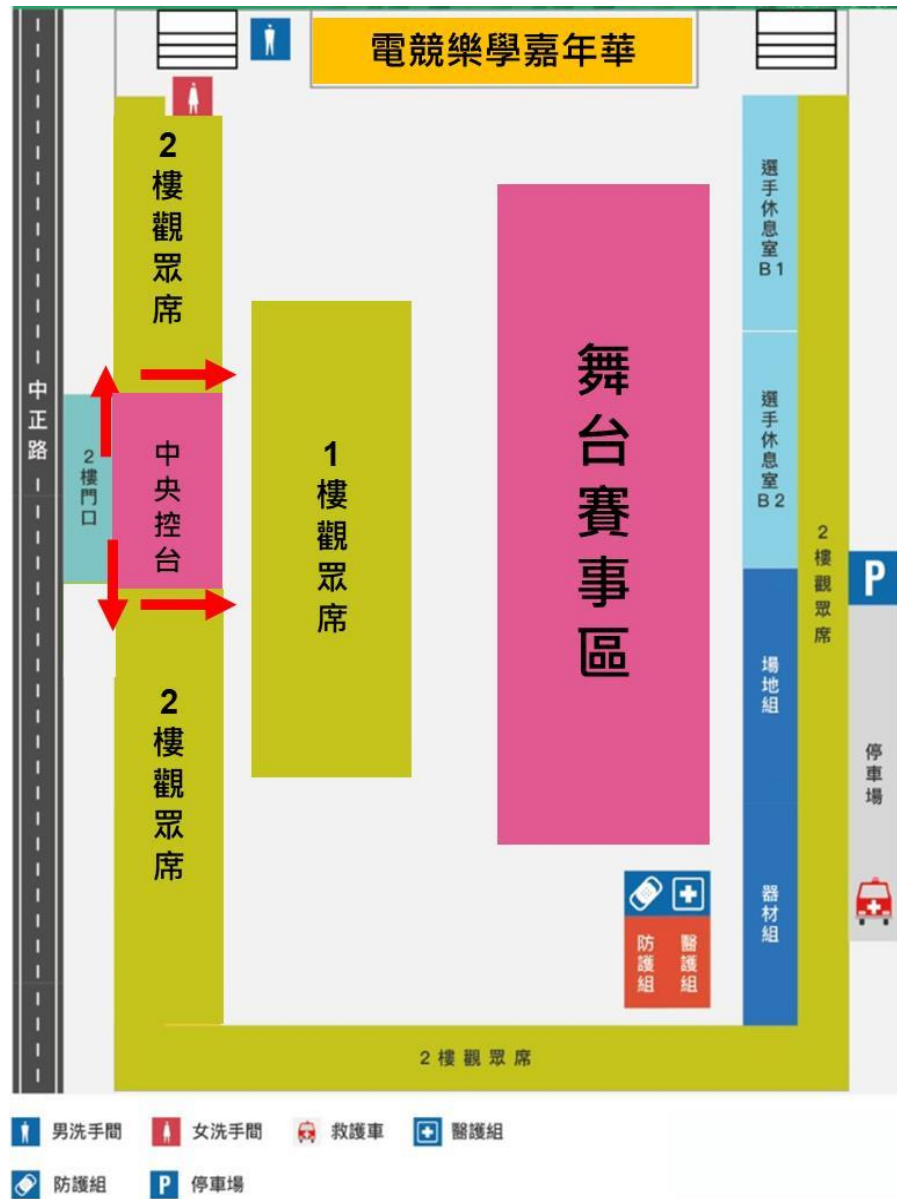 電競樂學嘉年華
2樓觀眾席
中正路
2樓門口
中央控台
1樓觀眾席
舞台賽事區
選手休息室B1
選手休息室B2
2樓觀眾席
P
場地組
停車場
2樓觀眾席
器材組
防護組
醫護組
2樓觀眾席
男洗手間
女洗手間
救護車
醫護組
防護組
P
停車場